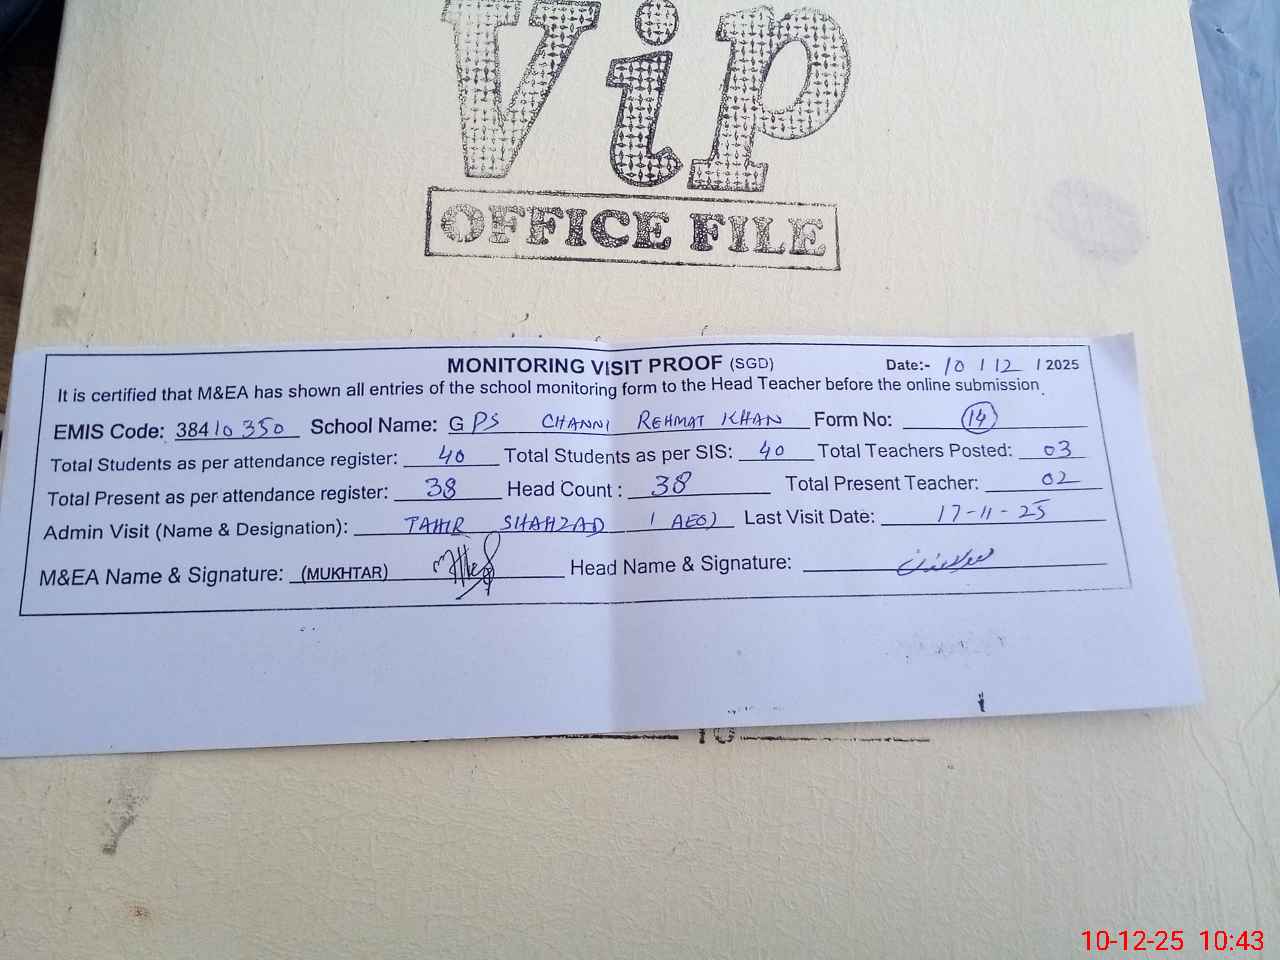 Vip
OFFICE FILE
MONITORING VISIT PROOF (SGD) Date:- 10 / 12 / 2025
It is certified that M&EA has shown all entries of the school monitoring form to the Head Teacher before the online submission.
EMIS Code: 38410350 School Name: GPS CHANNI REHMAT KHAN Form No: 14
Total Students as per attendance register: 40 Total Students as per SIS: 40 Total Teachers Posted: 03
Total Present as per attendance register: 38 Head Count : 38 Total Present Teacher: 02
Admin Visit (Name & Designation): TAHIR SHAHZAD (AEO) Last Visit Date: 17-11-25
M&EA Name & Signature: (MUKHTAR) Head Name & Signature:
10-12-25 10:43